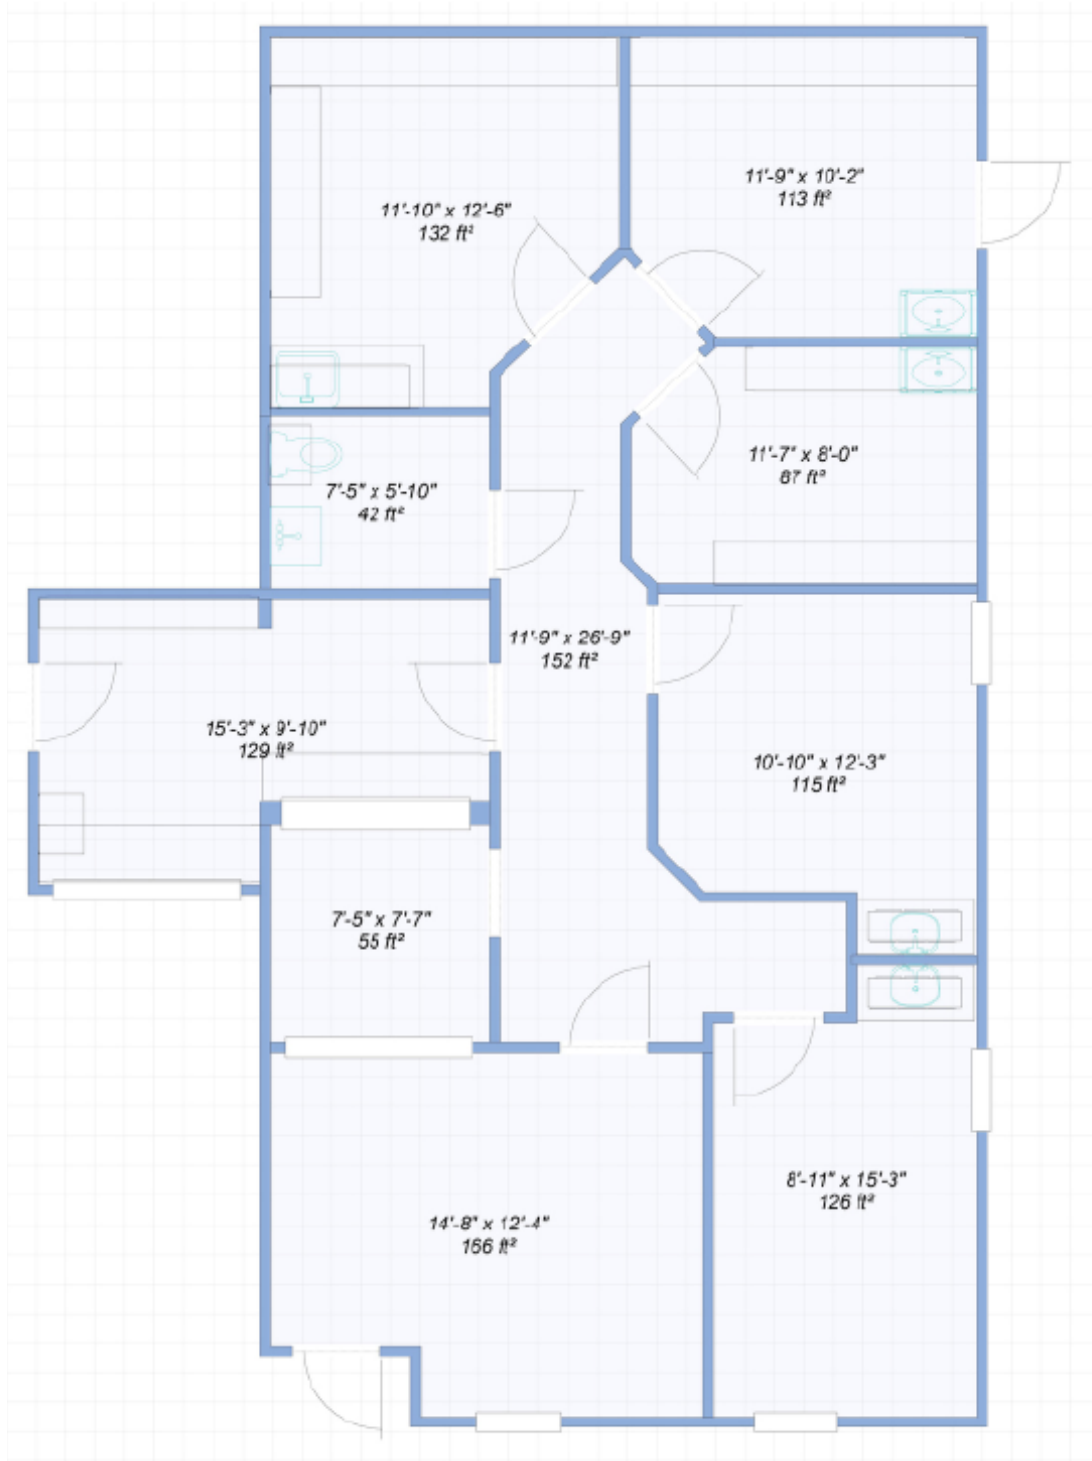 11'-9" x 10'-2"
113 ft²
11'-10" x 12'-6"
132 ft²
11'-7" x 8'-0"
87 ft²
7'-5" x 5'-10"
42 ft²
11'-9" x 26'-9"
152 ft²
15'-3" x 9'-10"
129 ft²
10'-10" x 12'-3"
115 ft²
7'-5" x 7'-7"
55 ft²
8'-11" x 15'-3"
126 ft²
14'-8" x 12'-4"
166 ft²